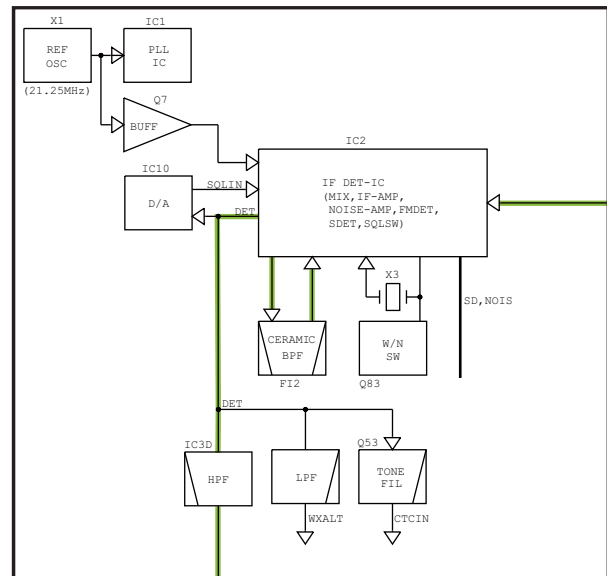 X1
IC1
REF
OSC
PLL
IC
(21.25MHz)
Q7
BUFF
IC2
IC10
SQLIN
D/A
DET
IF DET-IC
(MIX,IF-AMP,
NOISE-AMP,FMDET,
SDET,SQLSW)
X3
SD,NOIS
CERAMIC
BPF
W/N
SW
FI2
Q83
DET
IC3D
Q53
HPF
LPF
TONE
FIL
WXALT
CTCIN